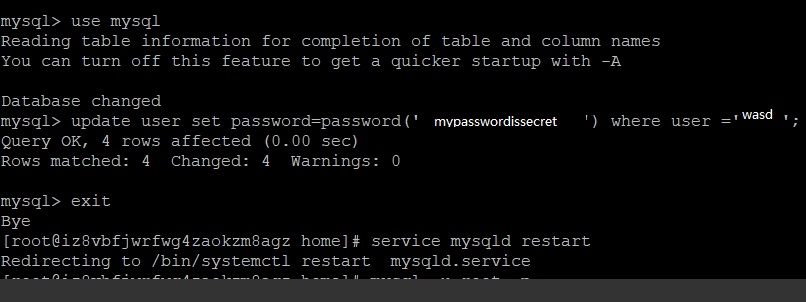 mysql> use mysql
Reading table information for completion of table and column names
You can turn off this feature to get a quicker startup with -A
Database changed
mysql> update user set password=password(' mypasswordissecret ') where user ='wasd ';
Query OK, 4 rows affected (0.00 sec)
Rows matched: 4  Changed: 4  Warnings: 0
mysql> exit
Bye
[root@iz8vbfjwrfwg4zaokzm8agz home]# service mysqld restart
Redirecting to /bin/systemctl restart  mysqld.service